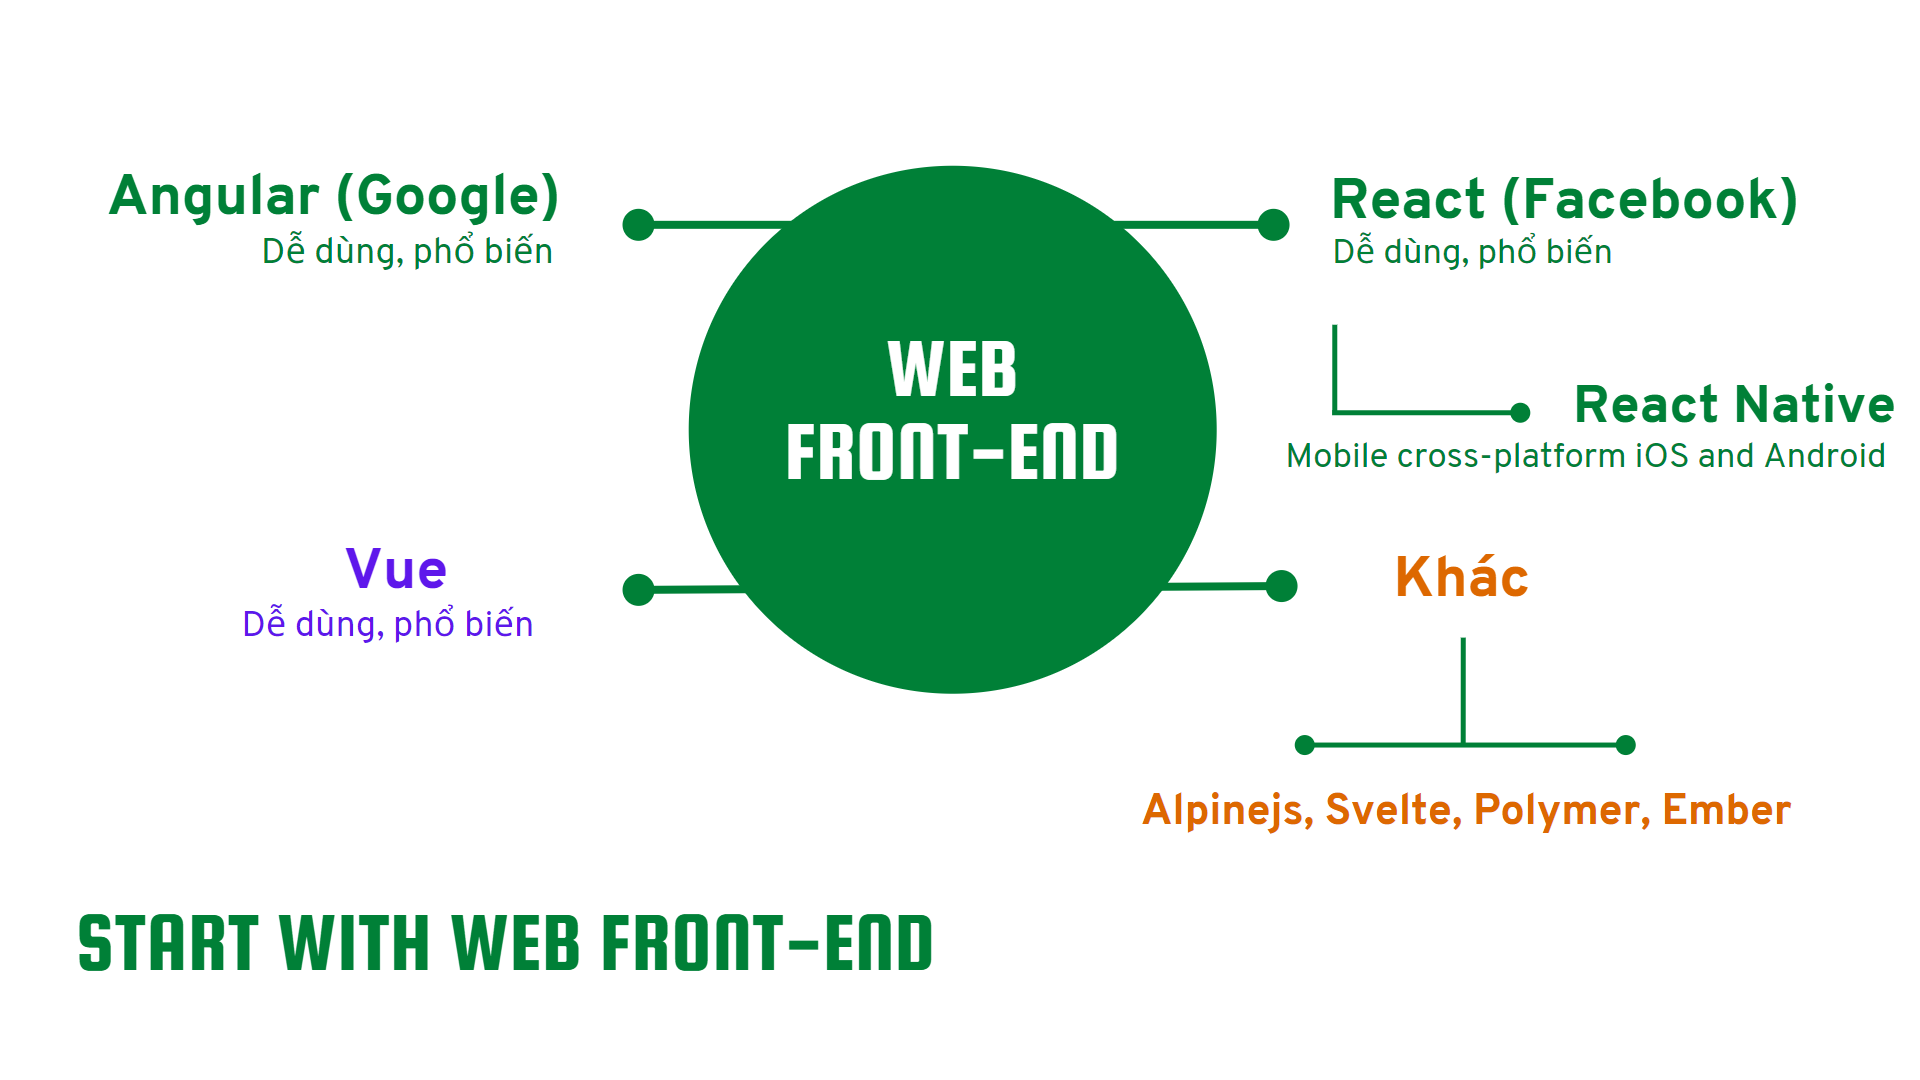 Angular (Google)
Dễ dùng, phổ biến
React (Facebook)
Dễ dùng, phổ biến
WEB
FRONT-END
React Native
Mobile cross-platform iOS and Android
Vue
Dễ dùng, phổ biến
Khác
Alpinejs, Svelte, Polymer, Ember
START WITH WEB FRONT-END